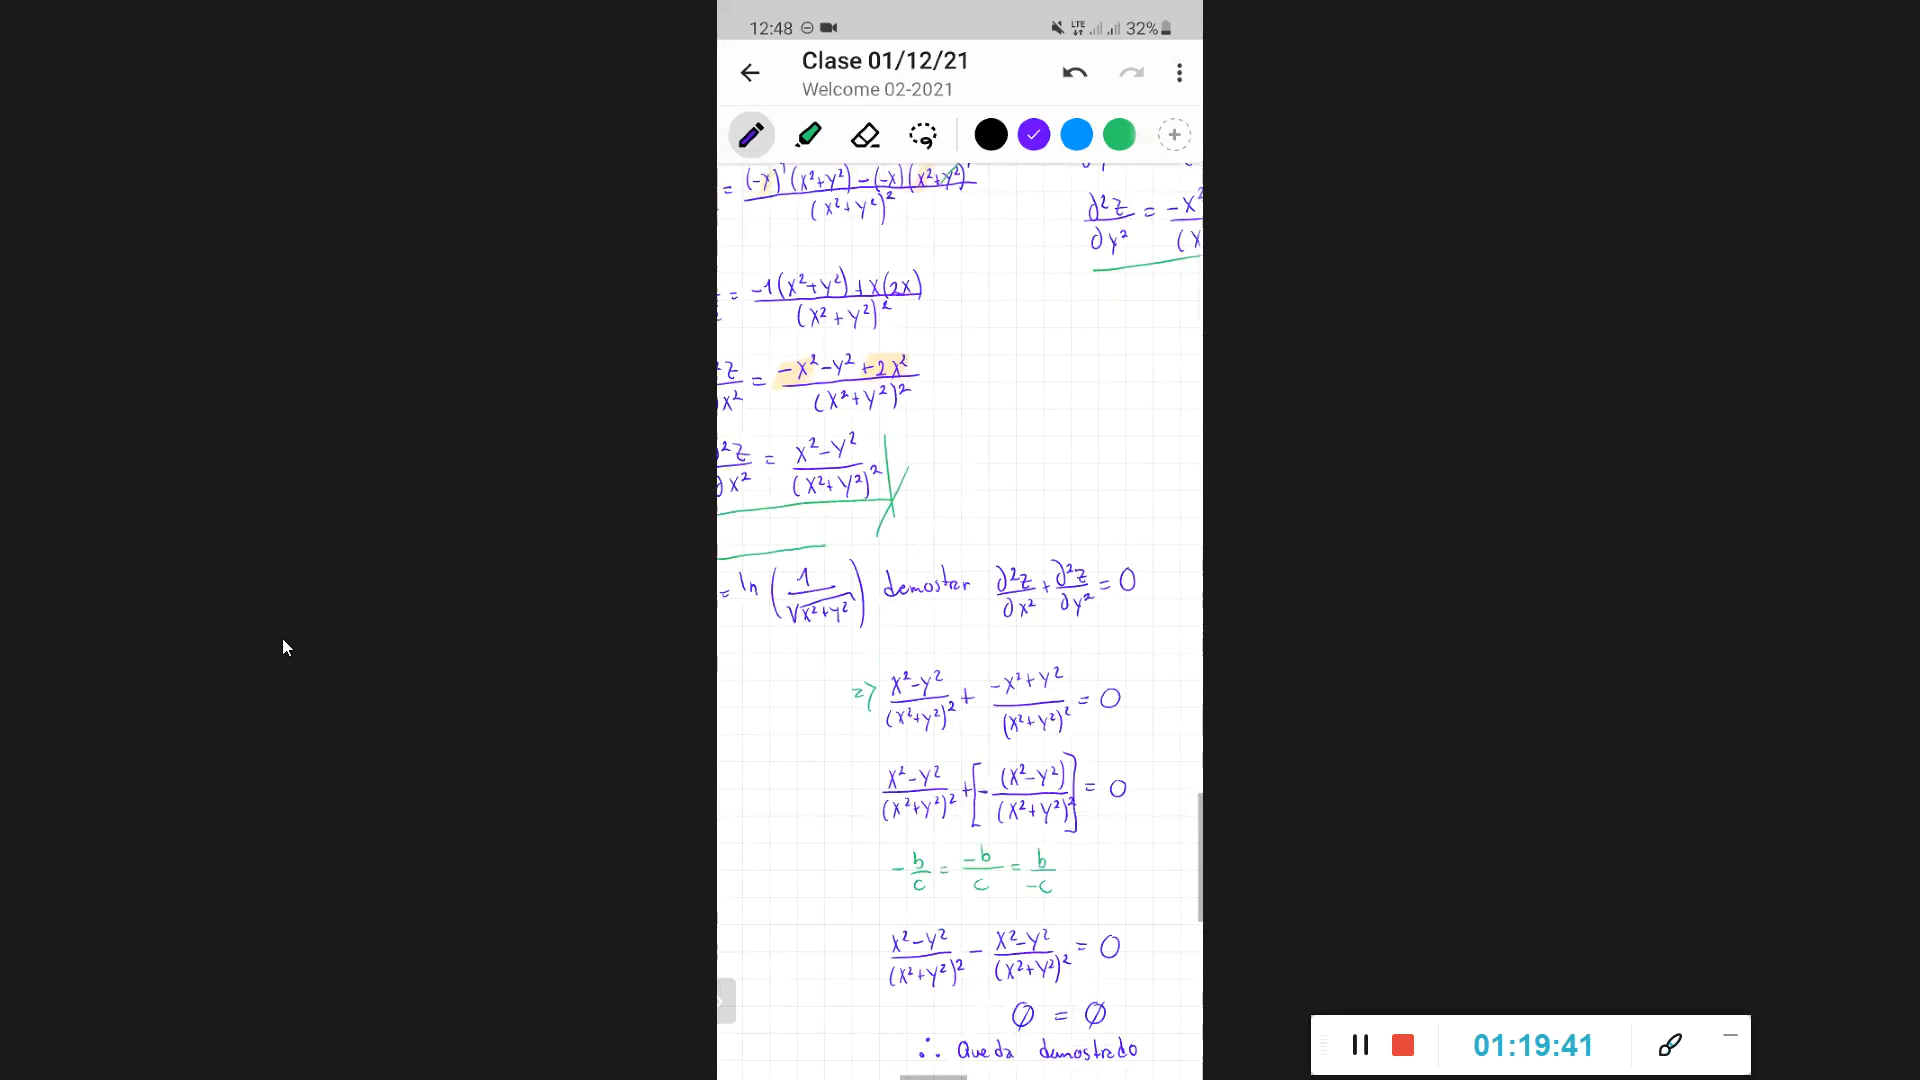 12:48 LTE 32%
Clase 01/12/21
Welcome 02-2021
= (-x)' (x²+y²) - (-x)(x²+y²)' / (x²+y²)²
∂²z/∂y² = -x² / (x
= -1(x²+y²) + x(2x) / (x²+y²)²
²z/∂x² = -x²-y²+2x² / (x²+y²)²
∂²z/∂x² = x²-y² / (x²+y²)²
= ln (1/√x²+y²) demostrar ∂²z/∂x² + ∂²z/∂y² = 0
=> x²-y²/(x²+y²)² + -x²+y²/(x²+y²)² = 0
x²-y²/(x²+y²)² + [- (x²-y²)/(x²+y²)²] = 0
- b/c = -b/c = b/-c
x²-y²/(x²+y²)² - x²-y²/(x²+y²)² = 0
0 = 0
∴ Queda demostrado
01:19:41